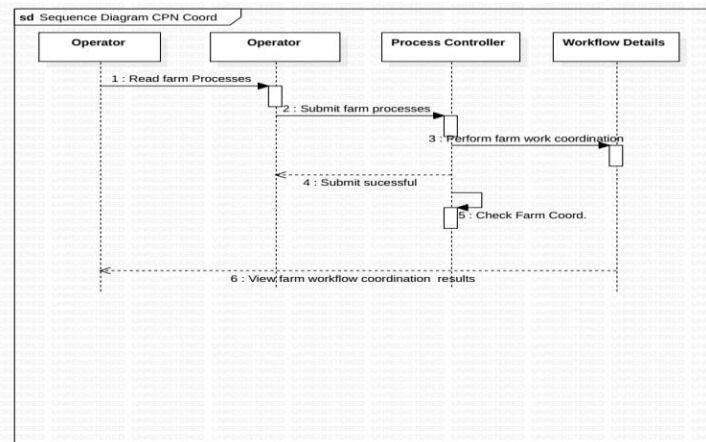 sd Sequence Diagram CPN Coord
Operator
Operator
Process Controller
Workflow Details
1 : Read farm Processes
2 : Submit farm processes
3 : Perform farm work coordination
4 : Submit sucessful
5 : Check Farm Coord.
6 : View farm workflow coordination results